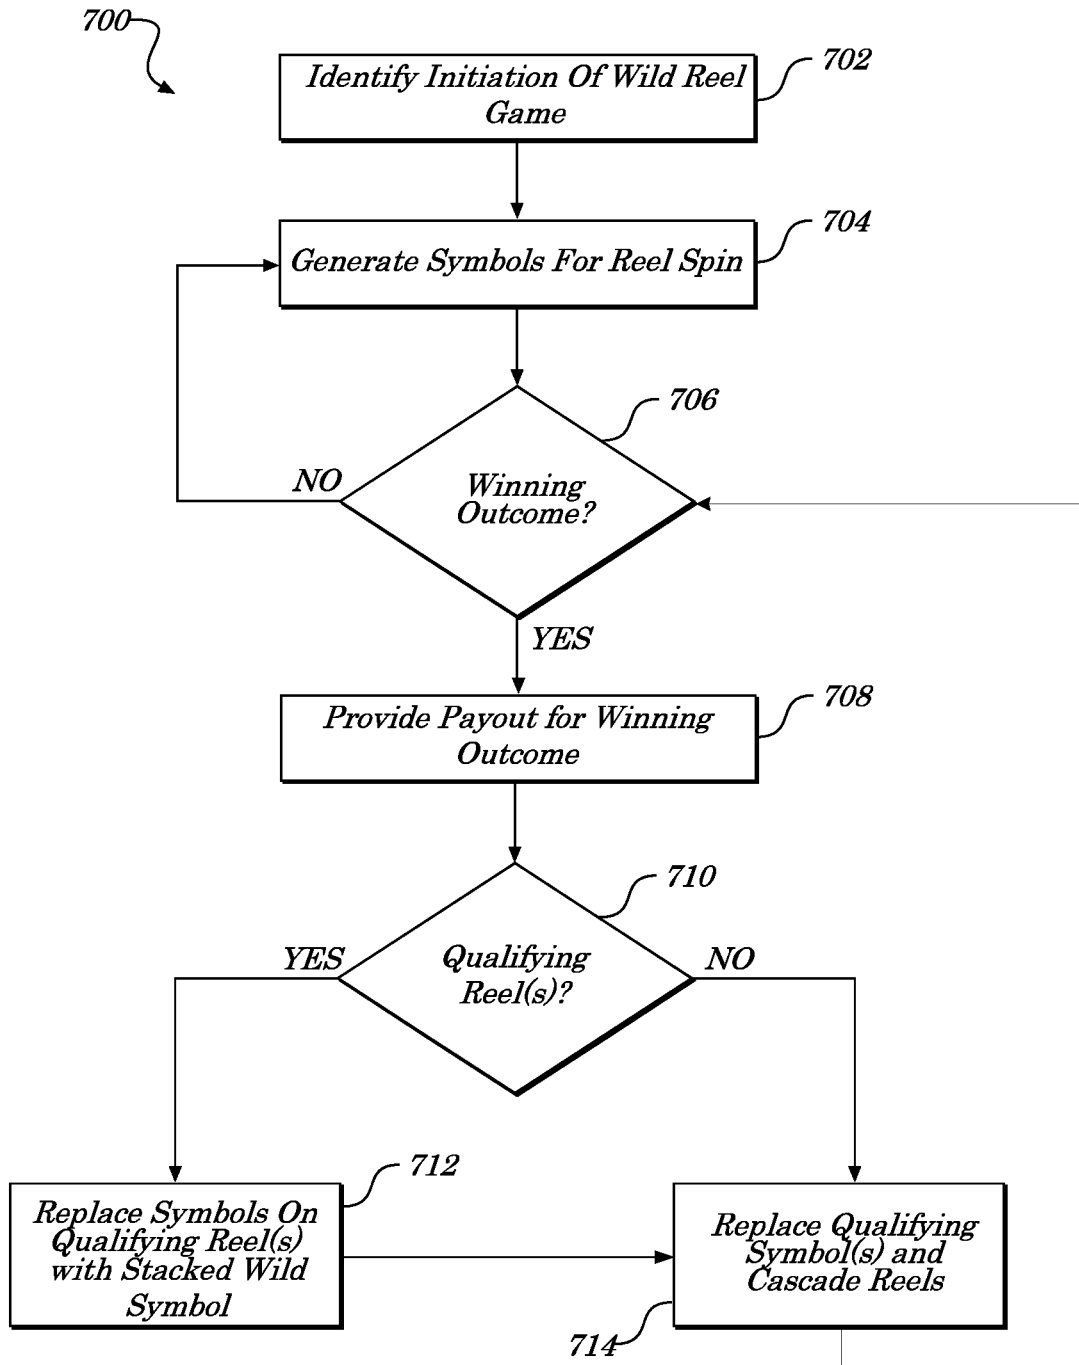 700
702
Identify Initiation Of Wild Reel
Game
704
Generate Symbols For Reel Spin
706
NO
Winning
Outcome?
YES
708
Provide Payout for Winning
Outcome
710
YES
Qualifying
Reel(s)?
NO
712
Replace Symbols On
Qualifying Reel(s)
with Stacked Wild
Symbol
Replace Qualifying
Symbol(s) and
Cascade Reels
714